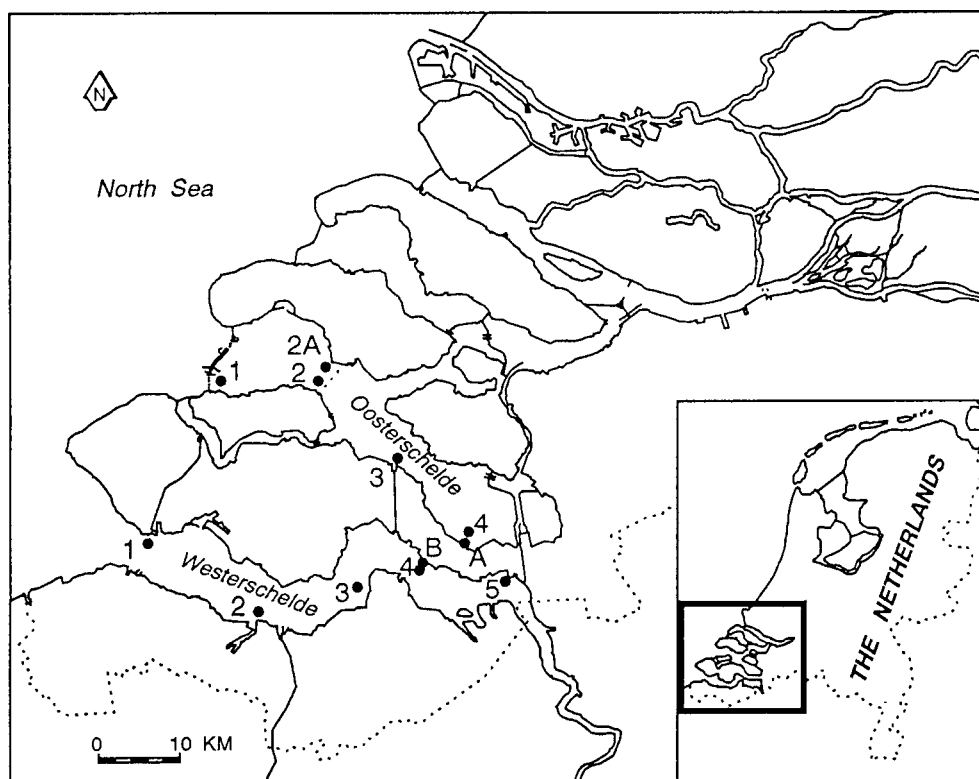 N
North Sea
2A
1
2
Oosterschelde
3
4
A
B
1
4
5
Westerschelde
3
2
THE NETHERLANDS
0 10 KM